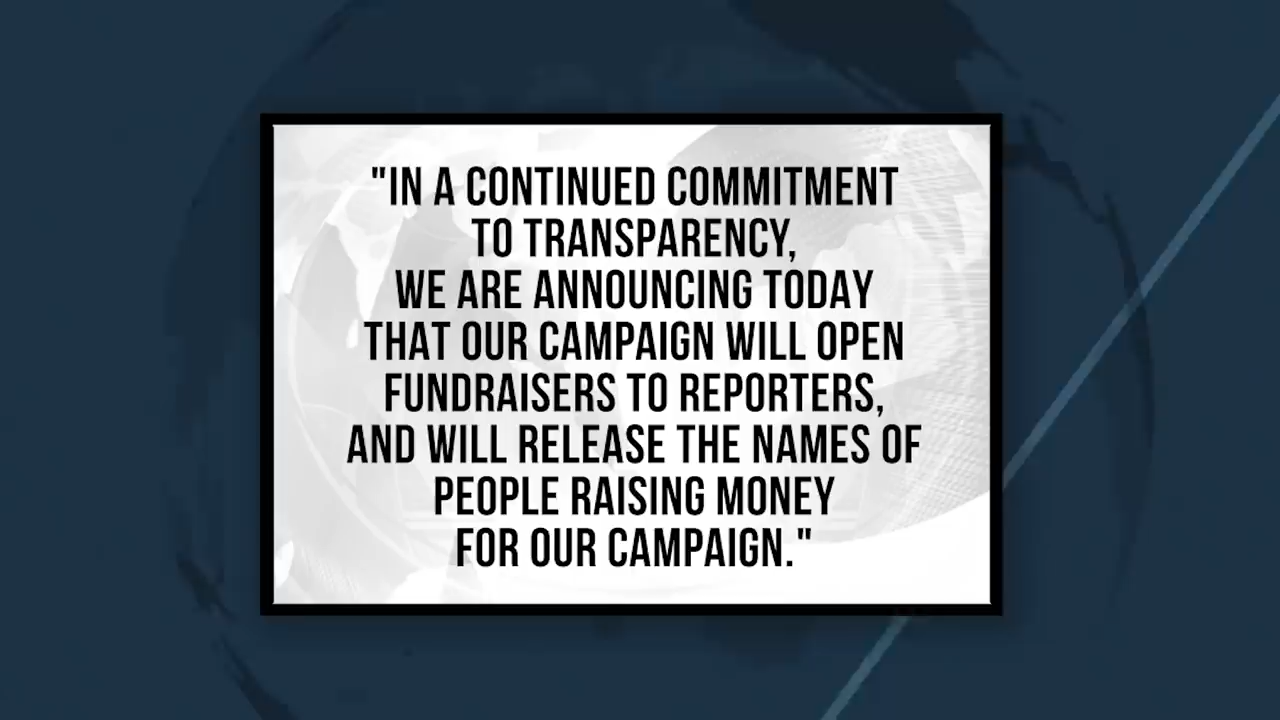 "IN A CONTINUED COMMITMENT
TO TRANSPARENCY,
WE ARE ANNOUNCING TODAY
THAT OUR CAMPAIGN WILL OPEN
FUNDRAISERS TO REPORTERS,
AND WILL RELEASE THE NAMES OF
PEOPLE RAISING MONEY
FOR OUR CAMPAIGN."